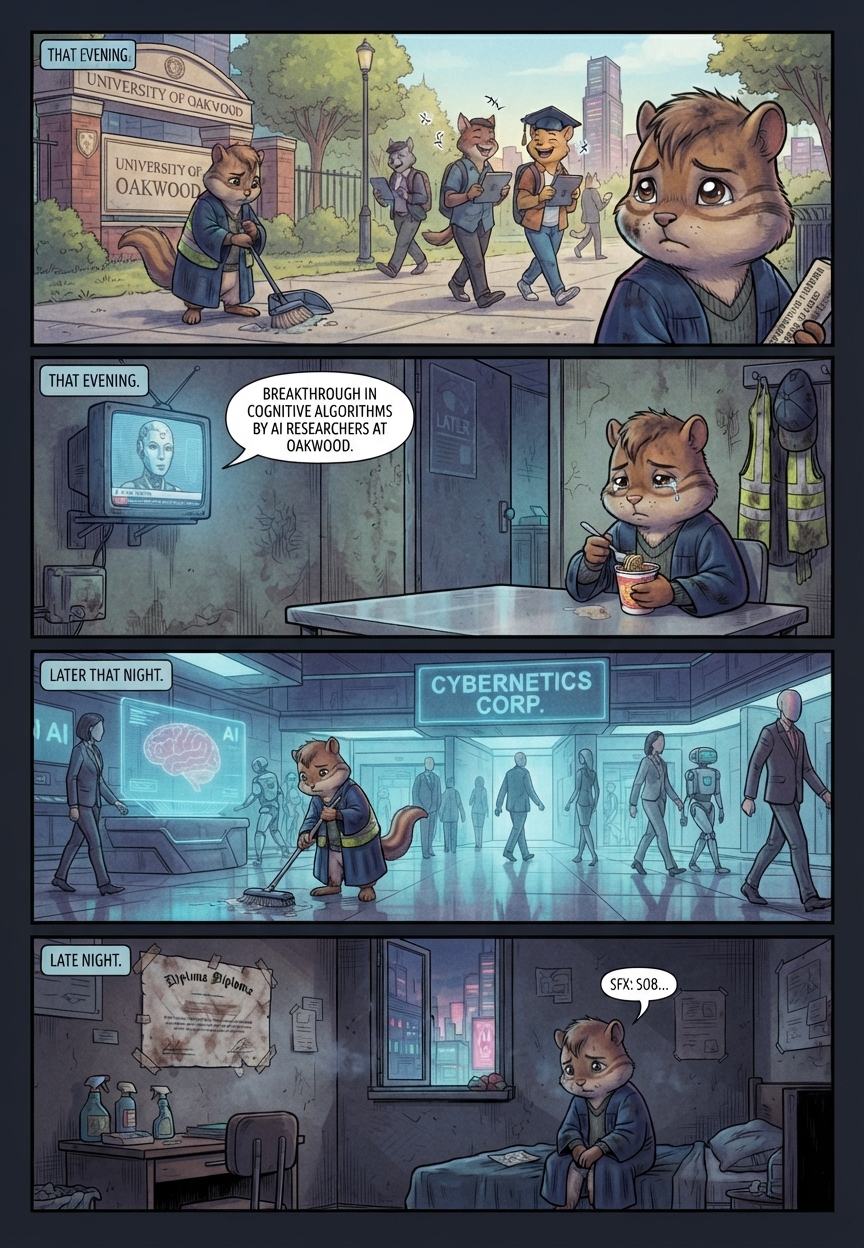 THAT EVENING.
UNIVERSITY OF OAKWOOD
UNIVERSITY OF
OAKWOOD
THAT EVENING.
BREAKTHROUGH IN
COGNITIVE ALGORITHMS
BY AI RESEARCHERS AT
OAKWOOD.
LATER
LATER THAT NIGHT.
AI
AI
CYBERNETICS
CORP.
LATE NIGHT.
Diploma
SFX: SOB...